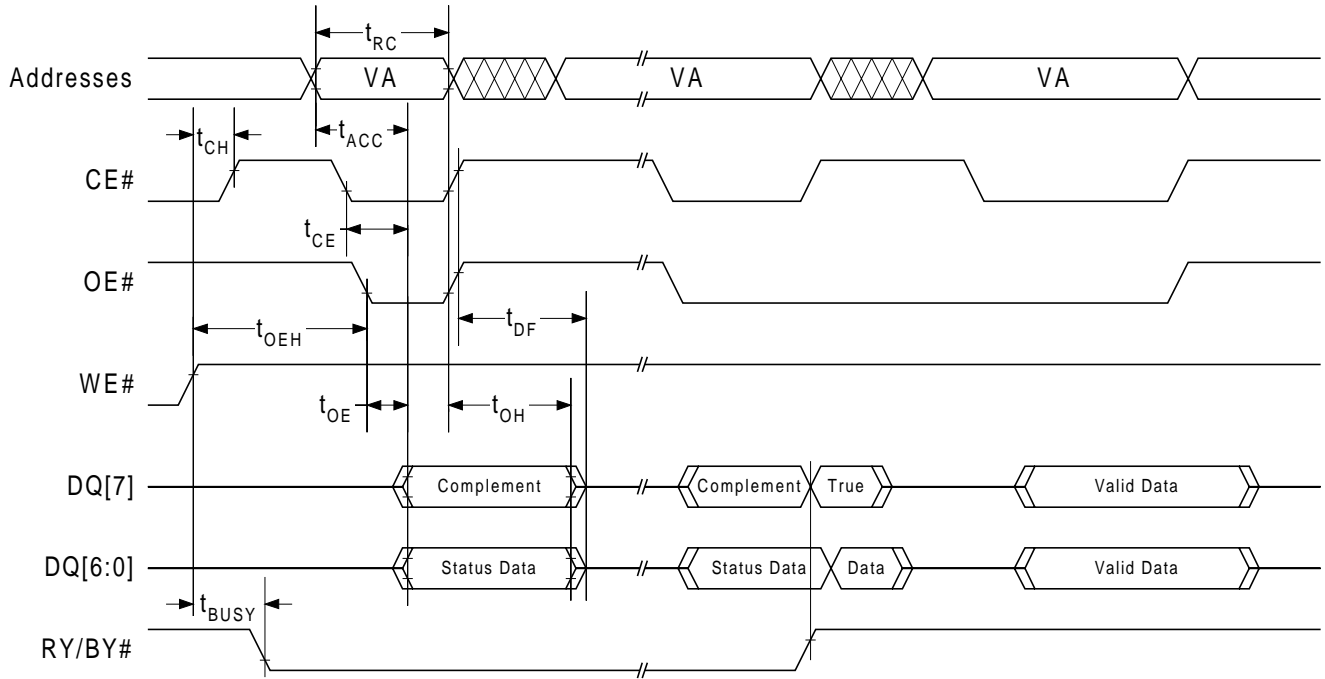 t_RC
Addresses VA VA VA
t_CH t_ACC
CE#
t_CE
OE#
t_OEH t_DF
WE#
t_OE t_OH
DQ[7] Complement Complement True Valid Data
DQ[6:0] Status Data Status Data Data Valid Data
t_BUSY
RY/BY#